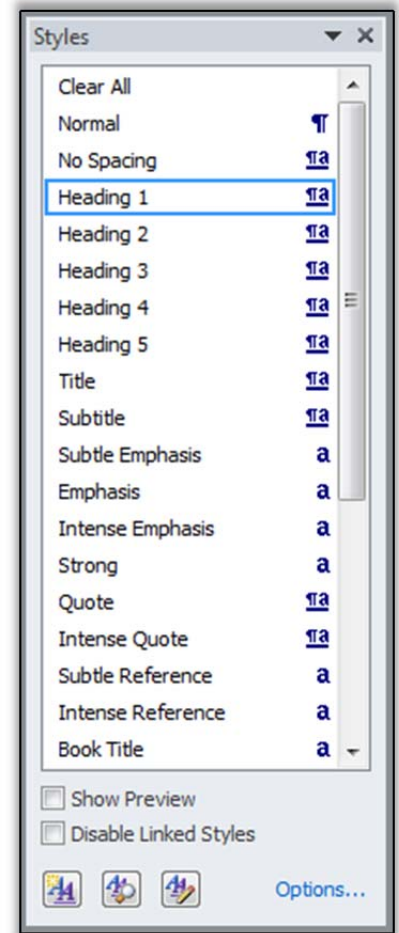 Styles
Clear All
Normal ¶
No Spacing ¶a
Heading 1 ¶a
Heading 2 ¶a
Heading 3 ¶a
Heading 4 ¶a
Heading 5 ¶a
Title ¶a
Subtitle ¶a
Subtle Emphasis a
Emphasis a
Intense Emphasis a
Strong a
Quote ¶a
Intense Quote ¶a
Subtle Reference a
Intense Reference a
Book Title a
Show Preview
Disable Linked Styles
Options...